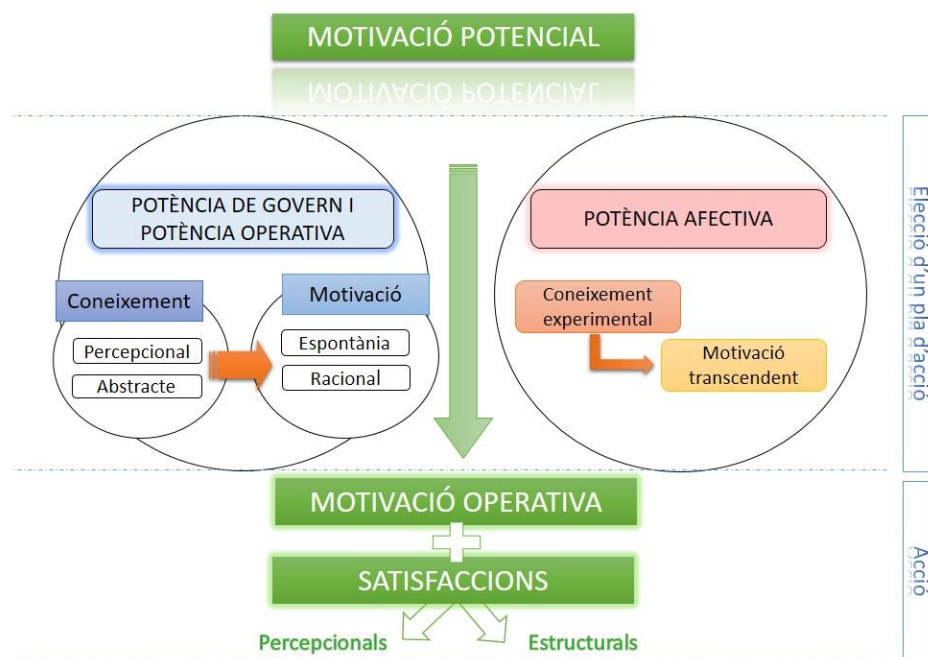 MOTIVACIÓ POTENCIAL
POTÈNCIA DE GOVERN I
POTÈNCIA OPERATIVA
Coneixement
Percepcional
Abstracte
Motivació
Espontània
Racional
POTÈNCIA AFECTIVA
Coneixement
experimental
Motivació
transcendent
Elecció d'un pla d'acció
MOTIVACIÓ OPERATIVA
SATISFACCIONS
Percepcionals
Estructurals
Acció